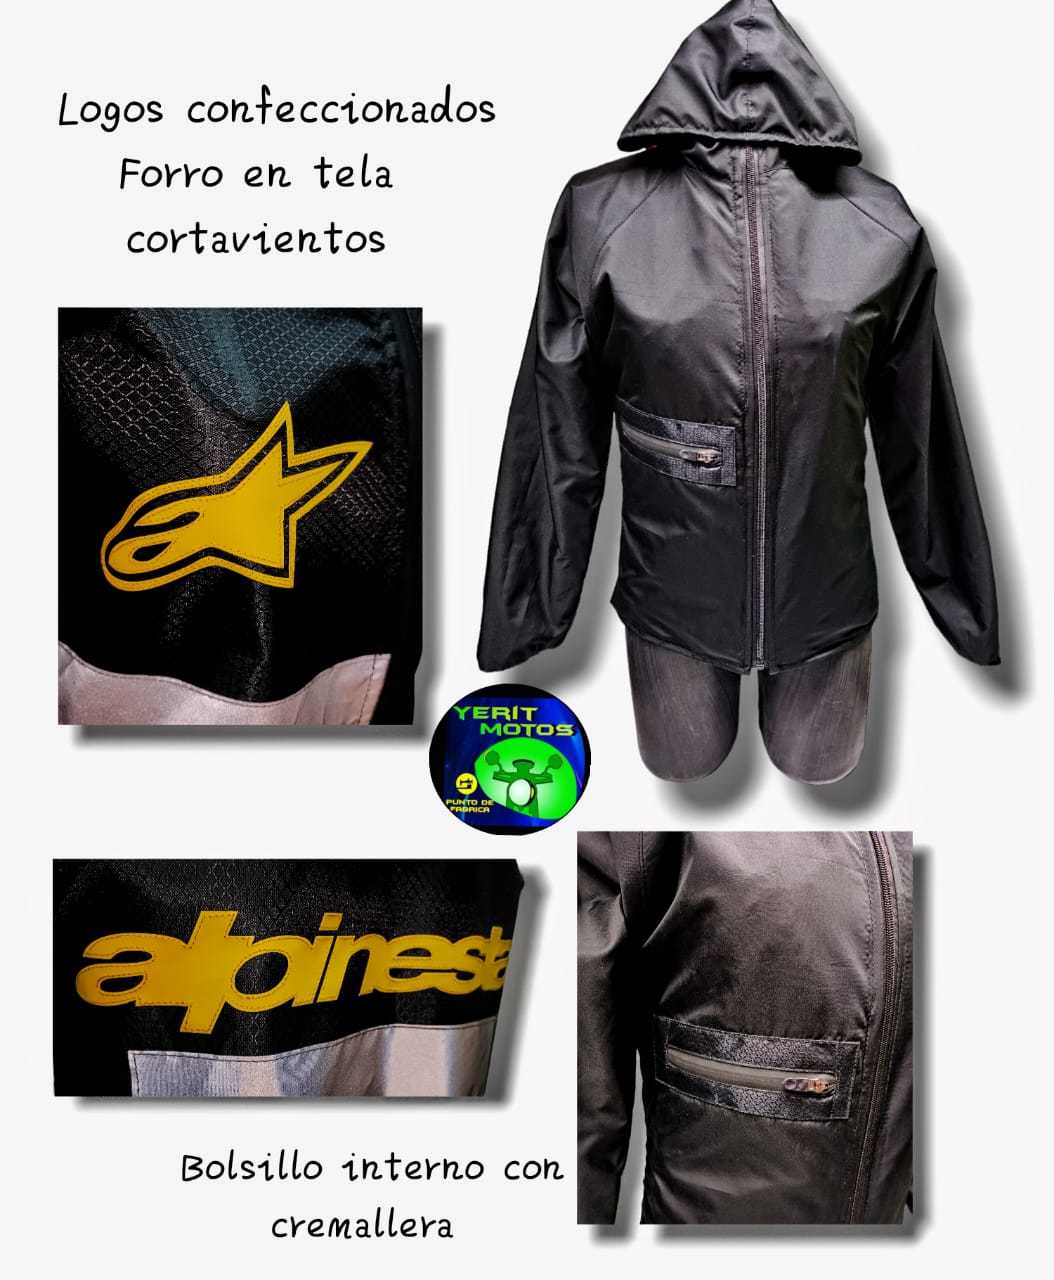 Logos confeccionados
Forro en tela
cortavientos
YERIT
MOTOS
PUNTO DE
FABRICA
alpinesta
Bolsillo interno con
cremallera